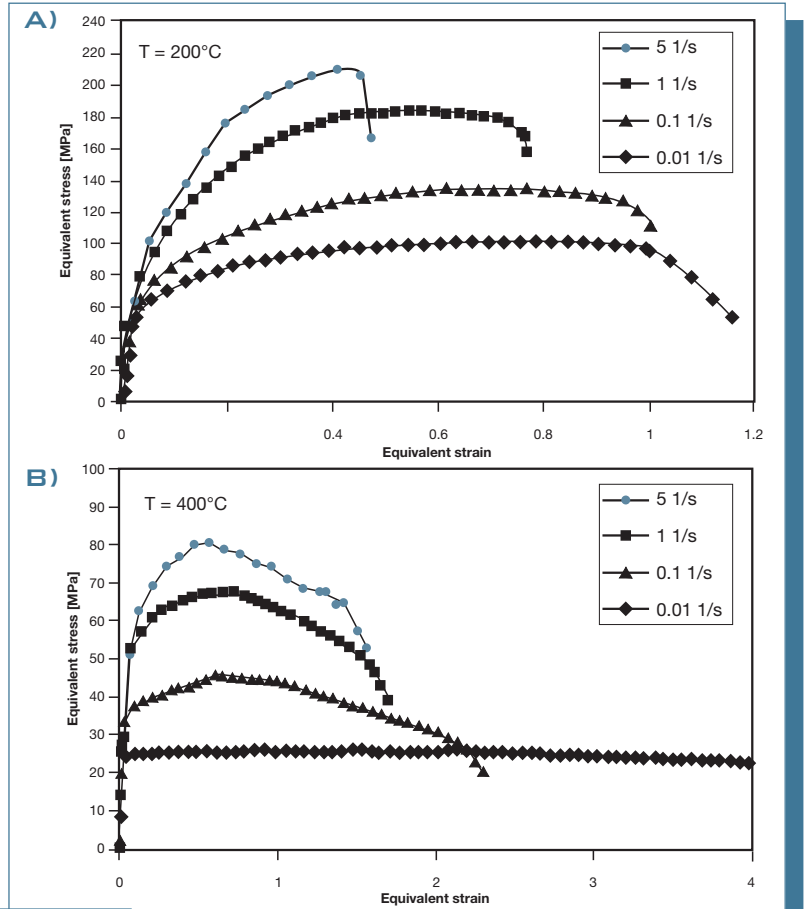 A)
240
220
200
180
160
140
120
100
80
60
40
20
0
Equivalent stress [MPa]
T = 200°C
5 1/s
1 1/s
0.1 1/s
0.01 1/s
0 0.4 0.6 0.8 1 1.2
Equivalent strain
B)
100
90
80
70
60
50
40
30
20
10
0
Equivalent stress [MPa]
T = 400°C
5 1/s
1 1/s
0.1 1/s
0.01 1/s
0 1 2 3 4
Equivalent strain